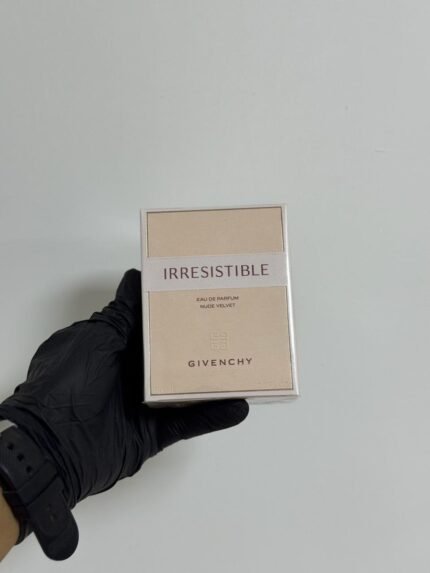 IRRESISTIBLE
EAU DE PARFUM
NUDE VELVET
GIVENCHY